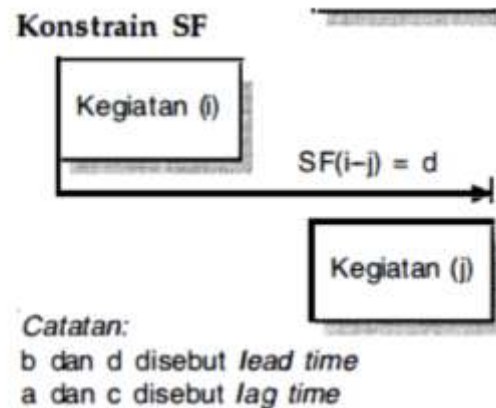 Konstrain SF
Kegiatan (i)
SF(i-j) = d
Kegiatan (j)
Catatan:
b dan d disebut lead time
a dan c disebut lag time